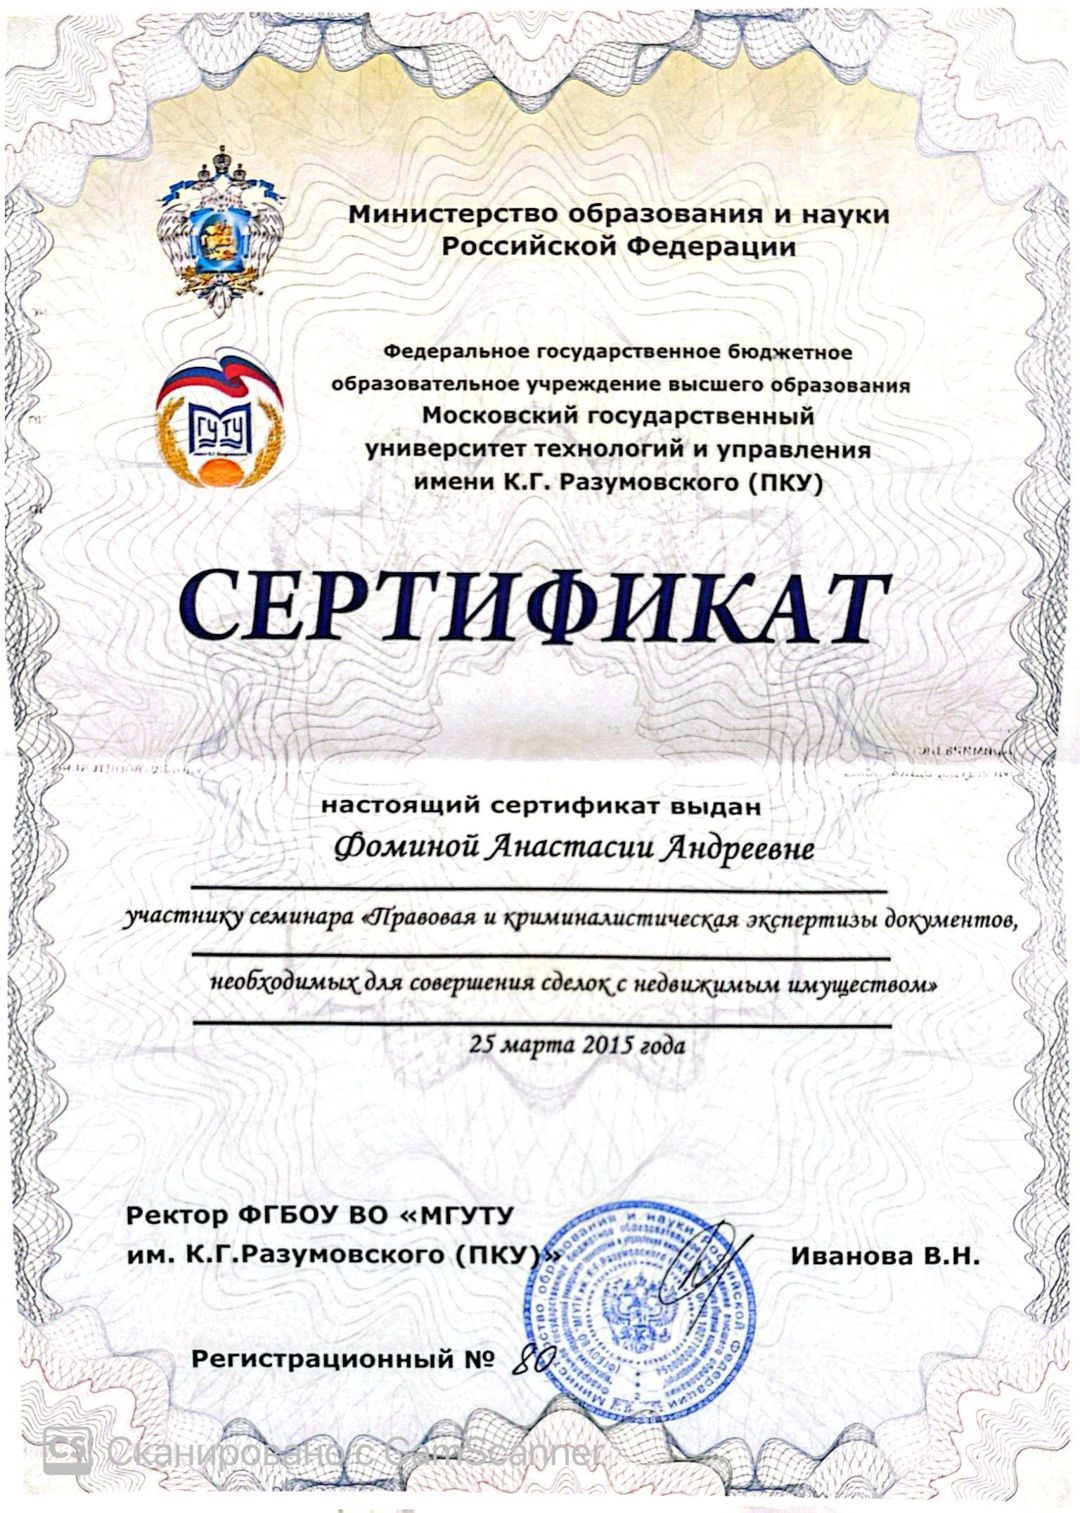 Министерство образования и науки
Российской Федерации
Федеральное государственное бюджетное
образовательное учреждение высшего образования
Московский государственный
университет технологий и управления
имени К.Г. Разумовского (ПКУ)
ГУТУ
СЕРТИФИКАТ
настоящий сертификат выдан
Фоминой Анастасии Андреевне
участнику семинара «Правовая и криминалистическая экспертизы документов,
необходимых для совершения сделок с недвижимым имуществом»
25 марта 2015 года
Ректор ФГБОУ ВО «МГУТУ
им. К.Г.Разумовского (ПКУ)»
Иванова В.Н.
Регистрационный № 80
CS Сканировано с CamScanner